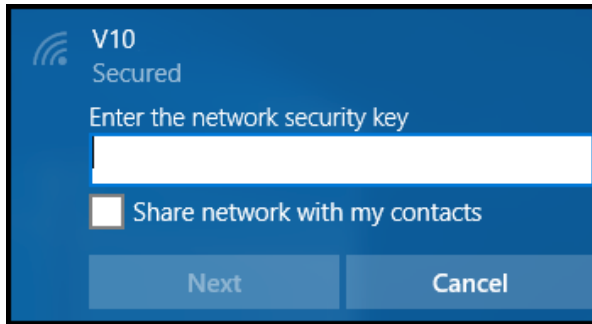 V10
Secured
Enter the network security key
Share network with my contacts
Next
Cancel